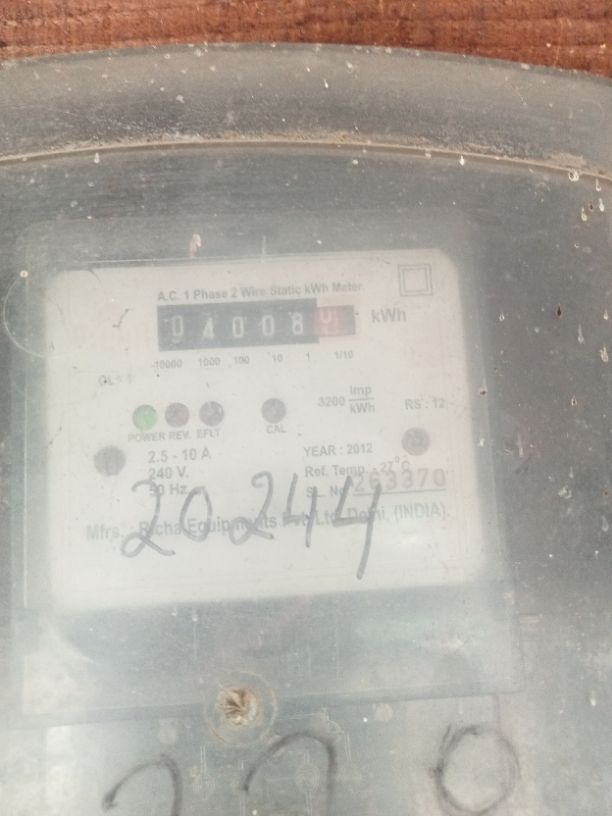 A.C. 1 Phase 2 Wire Static kWh Meter.
04008 kWh
10000 1000 100 10 1 1/10
3200 Imp/kWh RS : 12
POWER REV. EFLT CAL
2.5 - 10 A YEAR : 2012
240 V. Ref. Temp. : 27°C
50 Hz 263370
20244
Mfrs. : Richa Equipments Pvt. Ltd. Delhi, (INDIA).